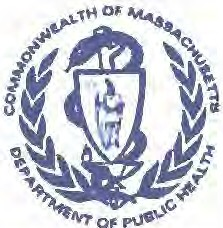 COMMONWEALTH OF MASSACHUSETTS
DEPARTMENT OF PUBLIC HEALTH